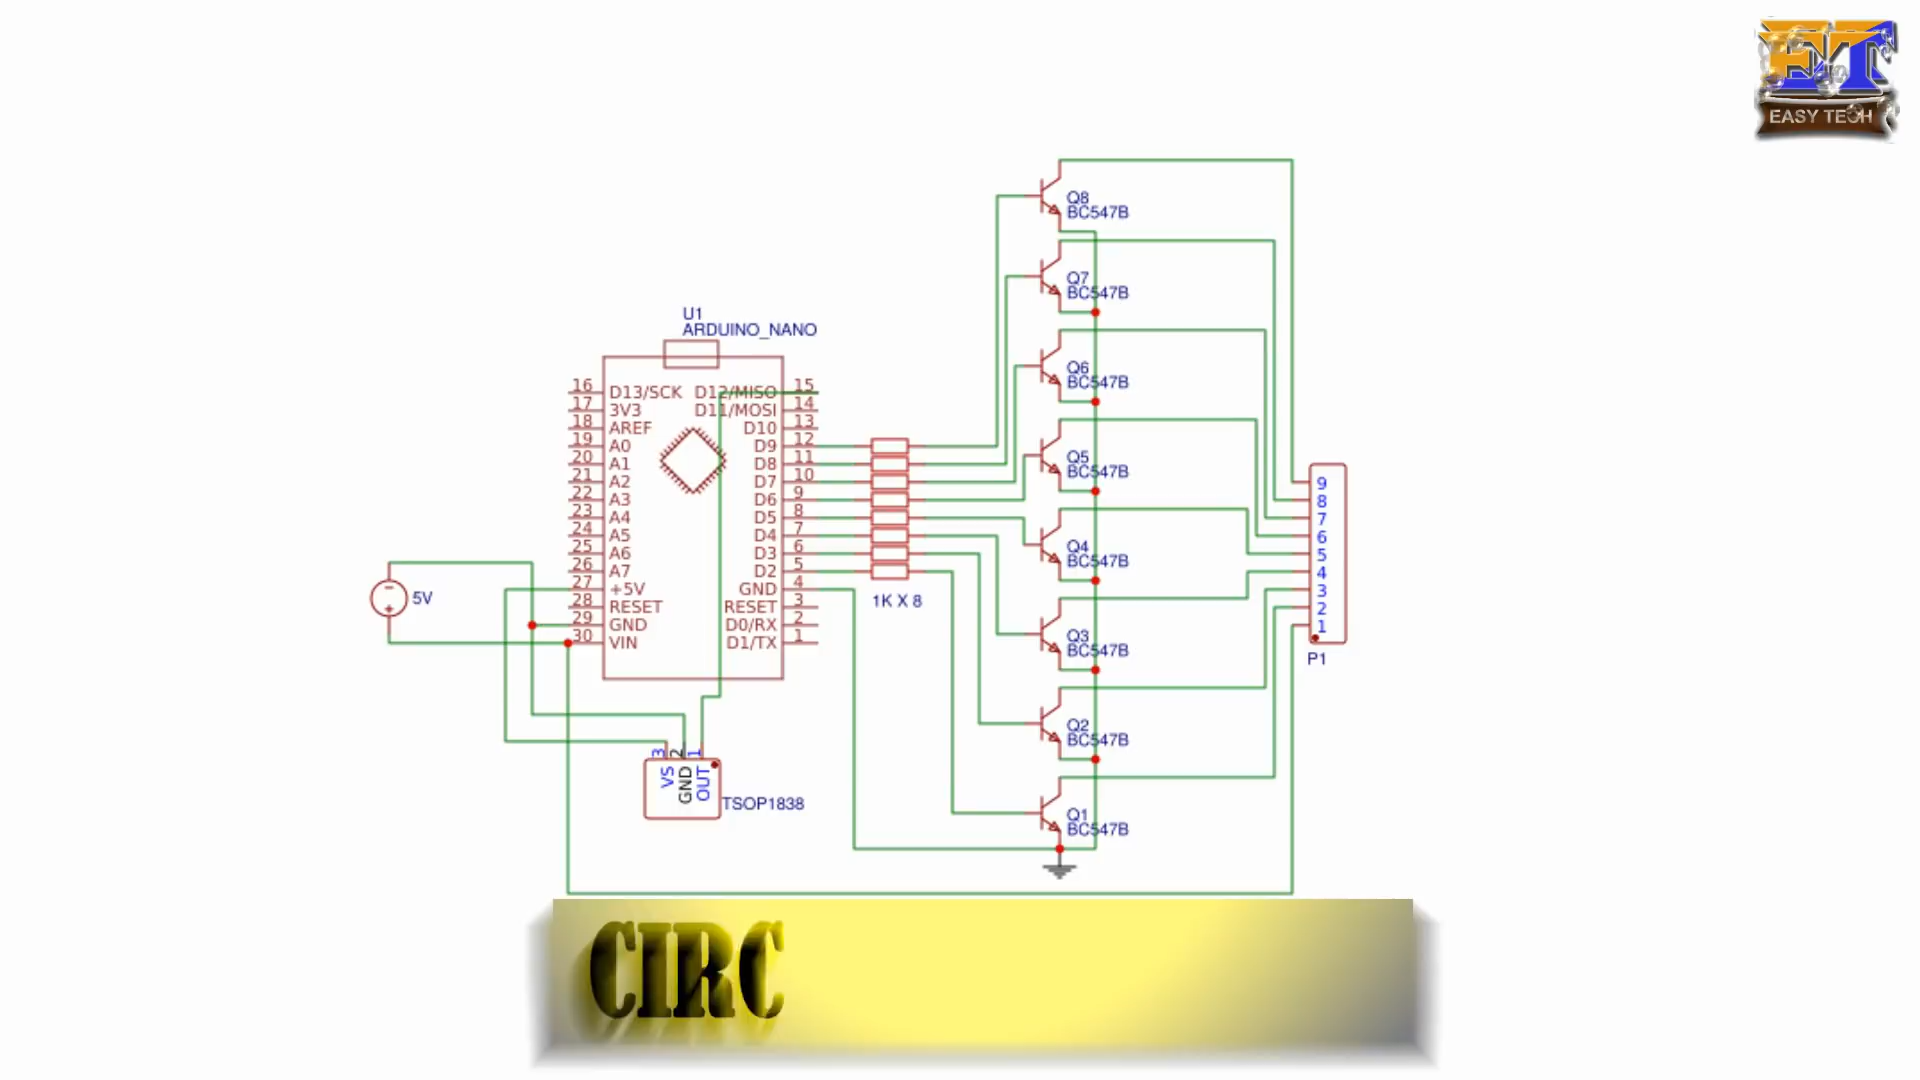 ET
EASY TECH
Q8
BC547B
Q7
BC547B
U1
ARDUINO_NANO
Q6
BC547B
16 D13/SCK D12/MISO 15
17 3V3 D11/MOSI 14
18 AREF D10 13
19 A0 D9 12
20 A1 D8 11
21 A2 D7 10
22 A3 D6 9
23 A4 D5 8
24 A5 D4 7
25 A6 D3 6
26 A7 D2 5
27 +5V GND 4
28 RESET RESET 3
29 GND D0/RX 2
30 VIN D1/TX 1
Q5
BC547B
9
8
7
6
5
4
3
2
1
P1
Q4
BC547B
5V
1K X 8
Q3
BC547B
Q2
BC547B
3 2 1
VS GND OUT
TSOP1838
Q1
BC547B
CIRC